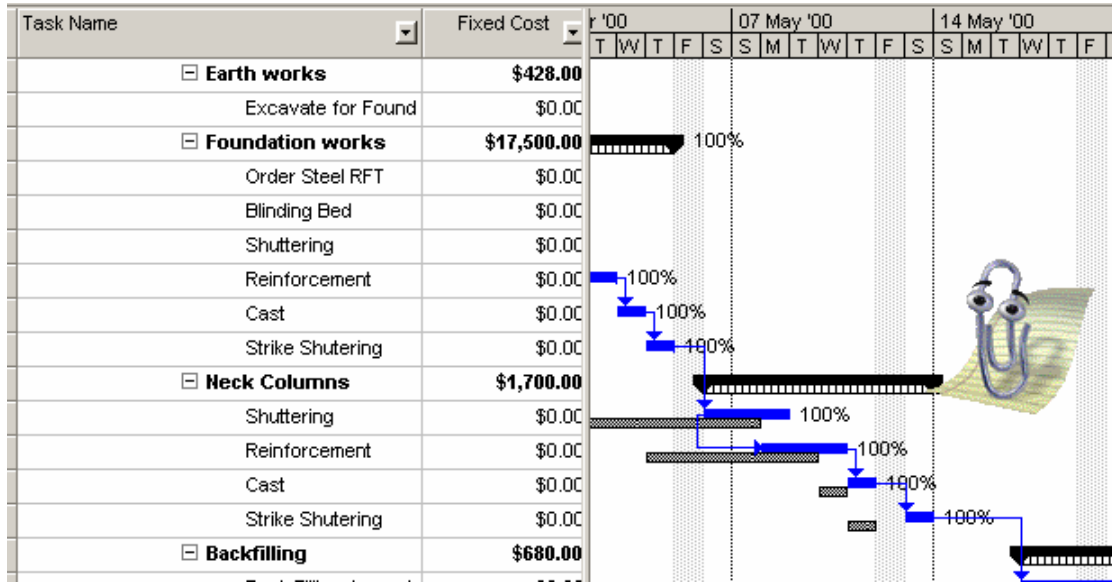 Task Name Fixed Cost r '00 07 May '00 14 May '00
T W T F S S M T W T F S S M T W T F
Earth works $428.00
Excavate for Found $0.00
Foundation works $17,500.00 100%
Order Steel RFT $0.00
Blinding Bed $0.00
Shuttering $0.00
Reinforcement $0.00 100%
Cast $0.00 100%
Strike Shutering $0.00 100%
Neck Columns $1,700.00
Shuttering $0.00 100%
Reinforcement $0.00 100%
Cast $0.00 100%
Strike Shutering $0.00 100%
Backfilling $680.00